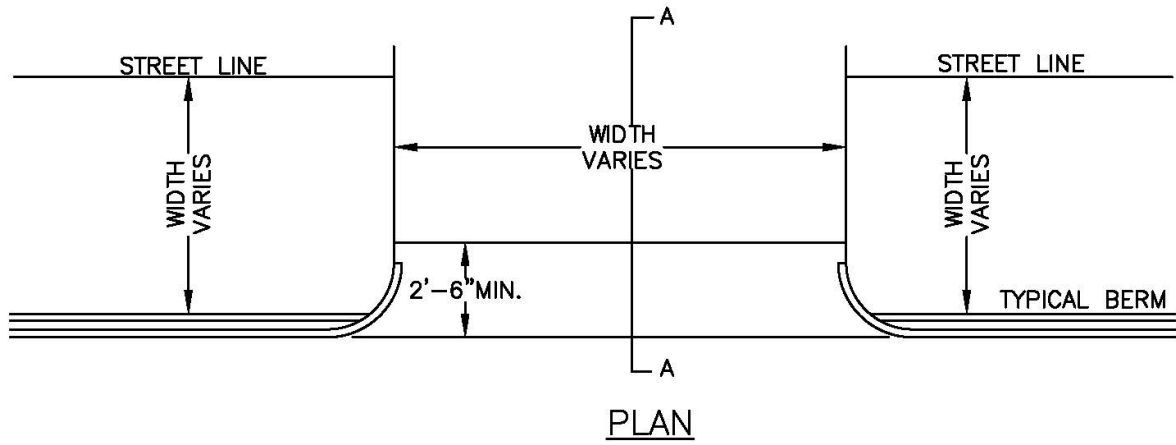 A
STREET LINE
STREET LINE
WIDTH
VARIES
WIDTH
VARIES
WIDTH
VARIES
2'-6"MIN.
TYPICAL BERM
A
PLAN